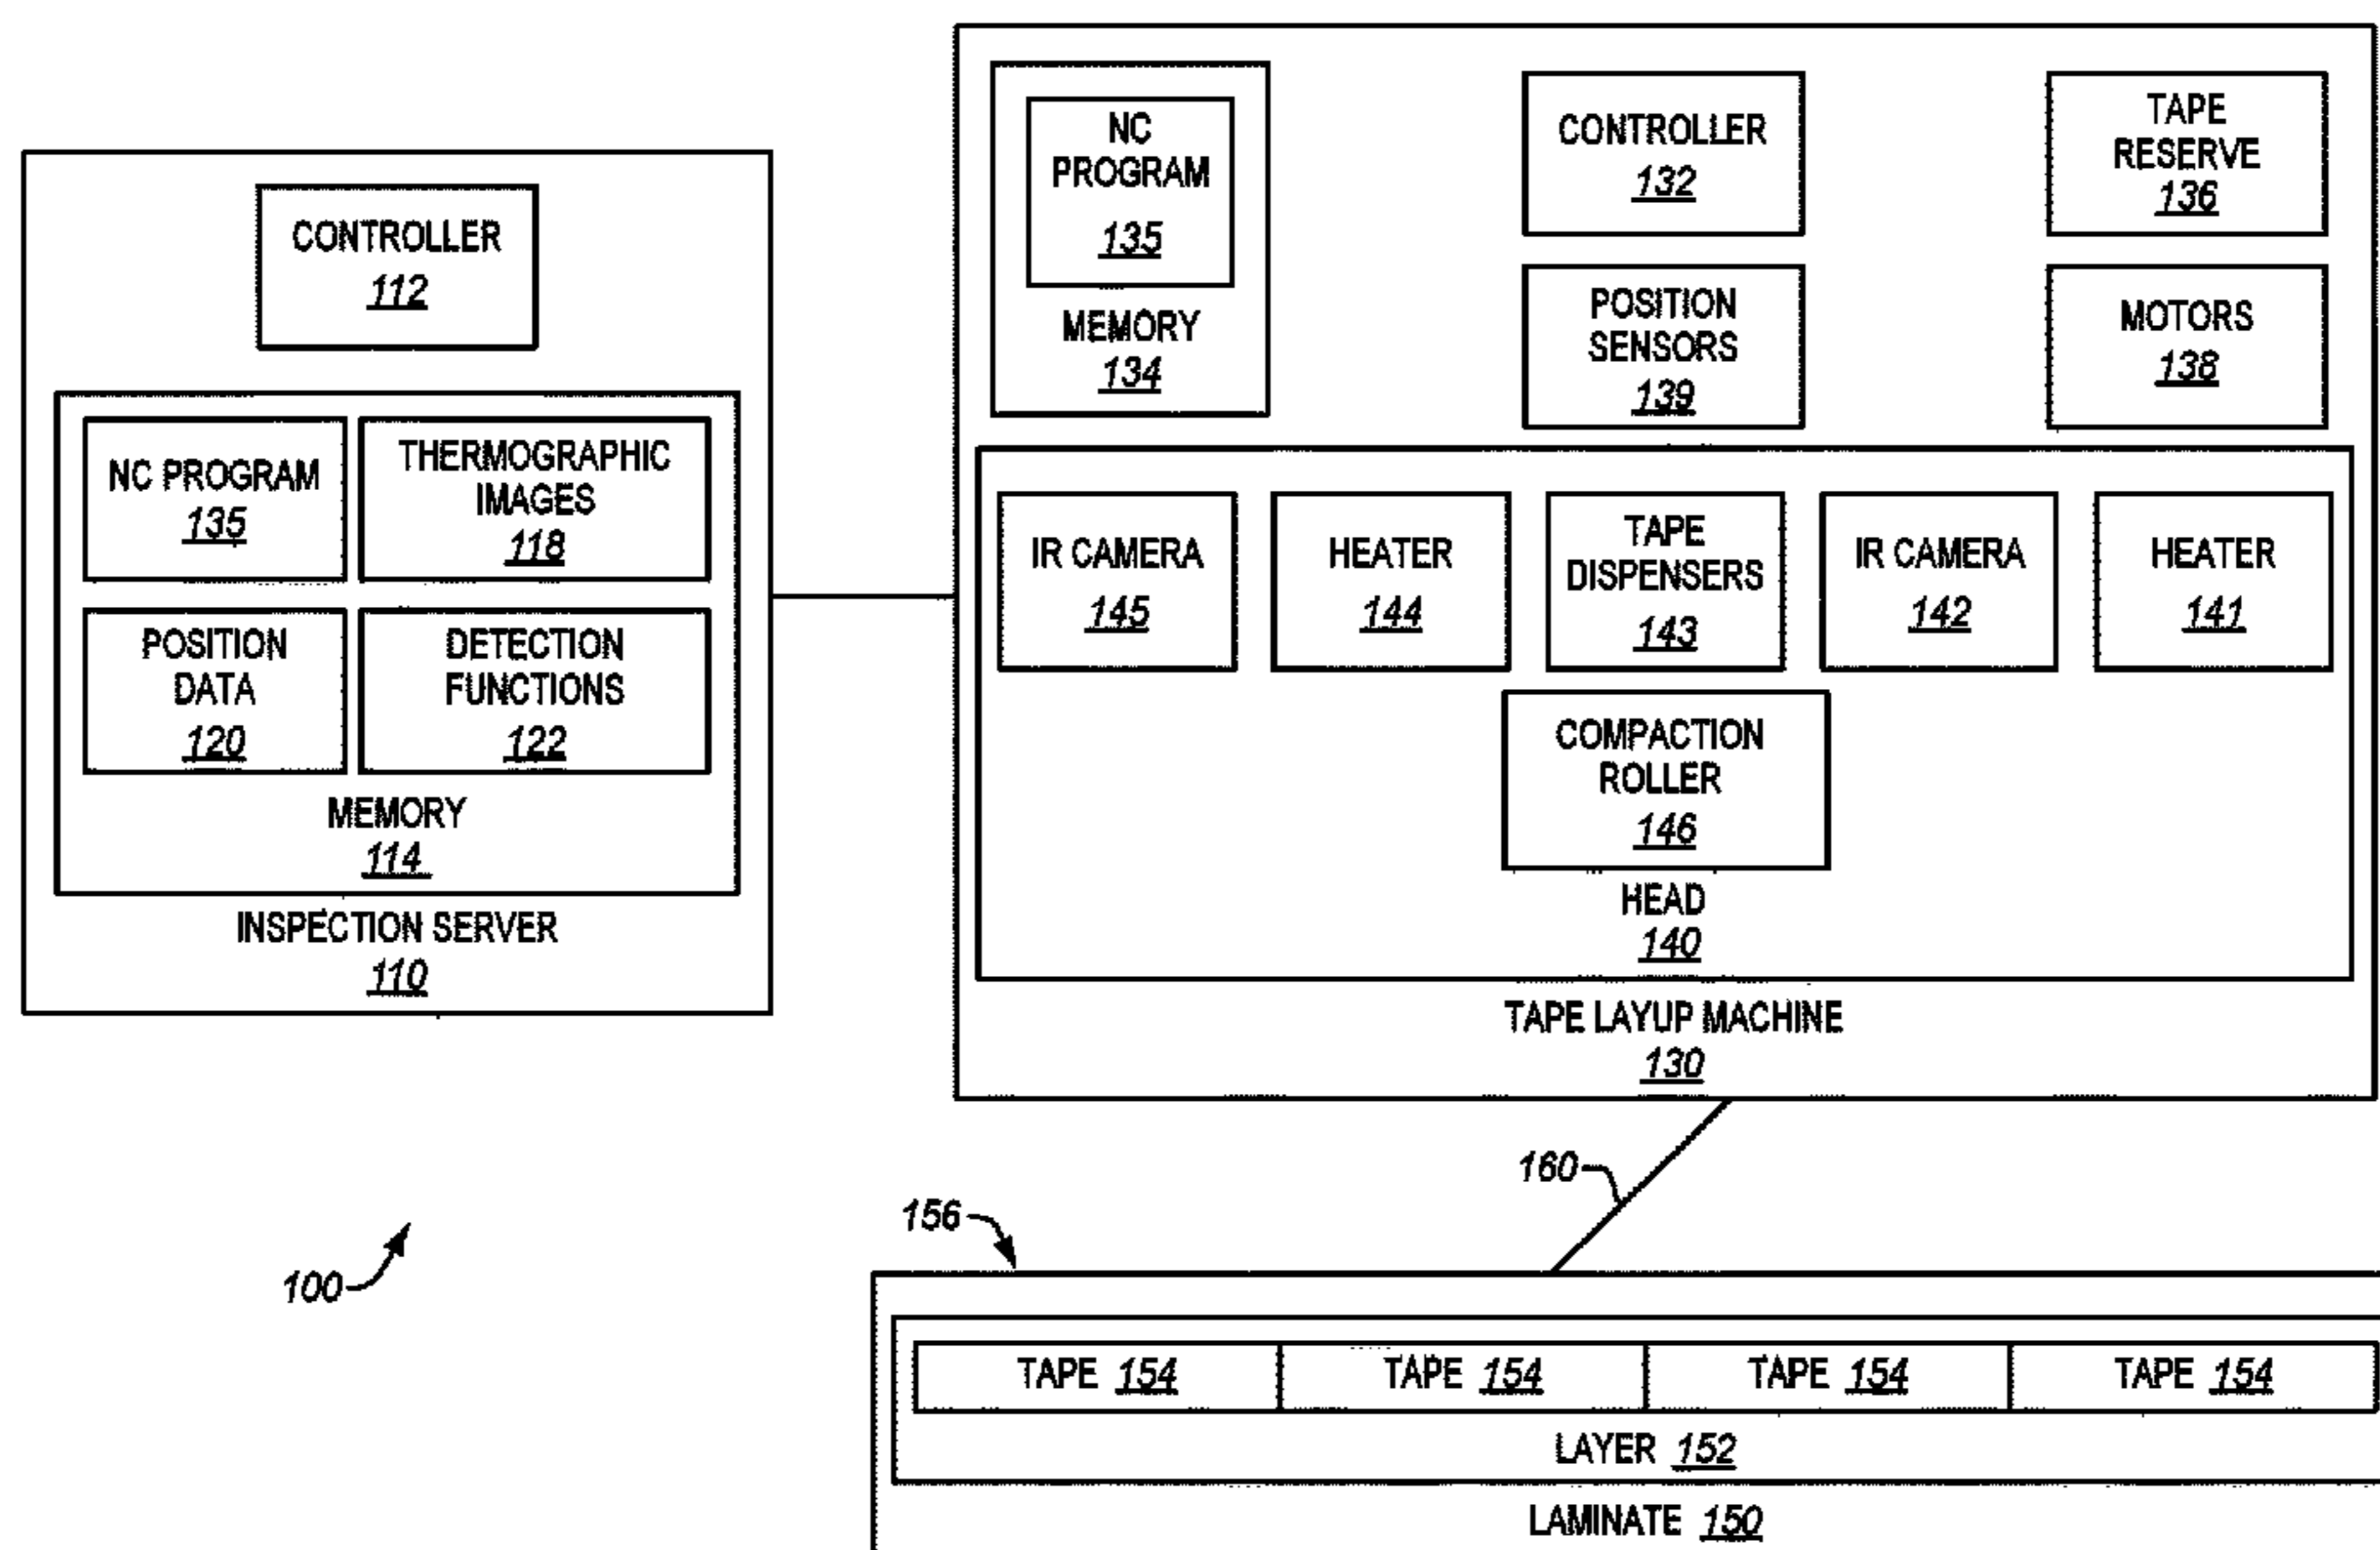 CONTROLLER
112
NC PROGRAM
135
THERMOGRAPHIC
IMAGES
118
POSITION
DATA
120
DETECTION
FUNCTIONS
122
MEMORY
114
INSPECTION SERVER
110
NC
PROGRAM
135
MEMORY
134
CONTROLLER
132
TAPE
RESERVE
136
POSITION
SENSORS
139
MOTORS
138
IR CAMERA
145
HEATER
144
TAPE
DISPENSERS
143
IR CAMERA
142
HEATER
141
COMPACTION
ROLLER
146
HEAD
140
TAPE LAYUP MACHINE
130
160
156
100
TAPE 154 TAPE 154 TAPE 154 TAPE 154
LAYER 152
LAMINATE 150